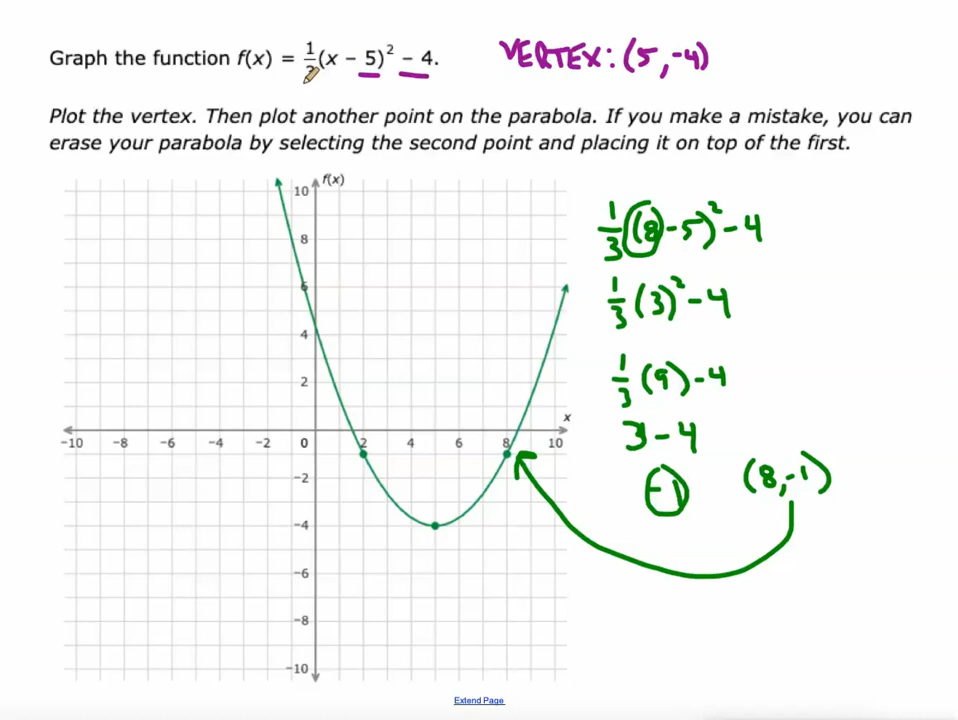 Graph the function f(x) = 1/3(x − 5)² − 4.
VERTEX: (5, -4)
Plot the vertex. Then plot another point on the parabola. If you make a mistake, you can
erase your parabola by selecting the second point and placing it on top of the first.
f(x)
10
8
6
4
2
x
−10 −8 −6 −4 −2 0 2 4 6 8 10
−2
−4
−6
−8
−10
1/3(8-5)²-4
1/3(3)²-4
1/3(9)-4
3-4
-1
(8,-1)
Extend Page